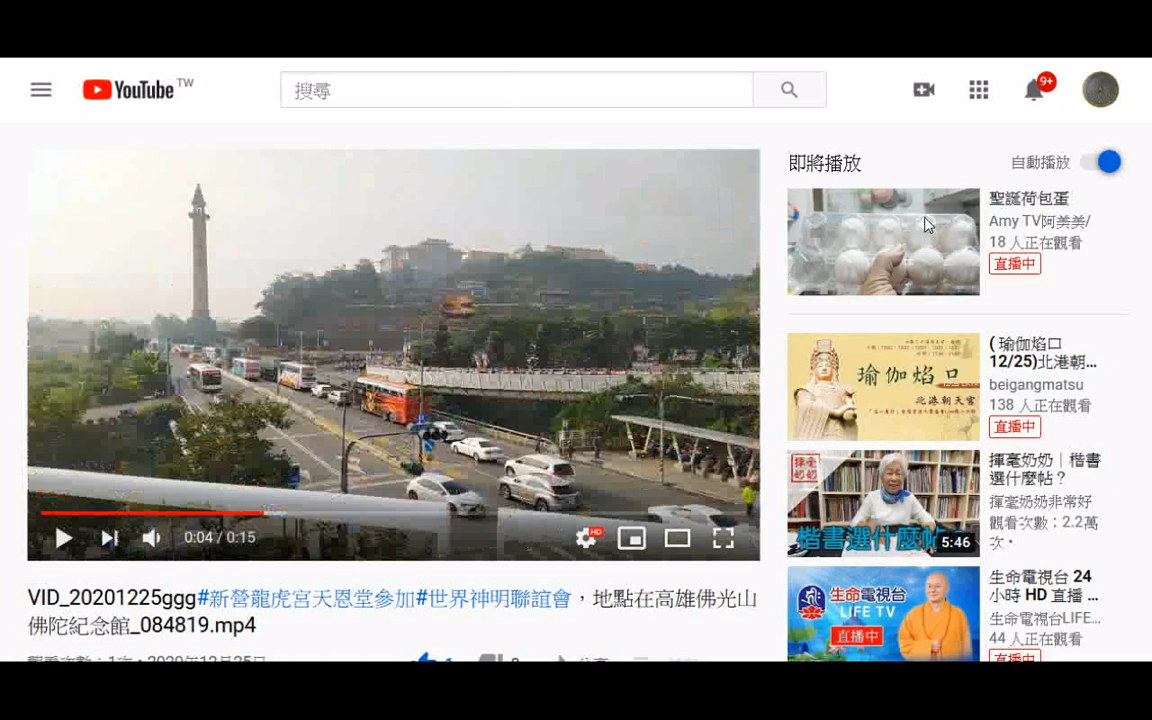 YouTube TW
搜尋
9+
即將播放
自動播放
聖誕荷包蛋
Amy TV阿美美/
18 人正在觀看
直播中
瑜伽焰口
北港朝天宮
( 瑜伽焰口
12/25)北港朝...
beigangmatsu
138 人正在觀看
直播中
揮毫
奶奶
楷書選什麼帖
5:46
揮毫奶奶︱楷書
選什麼帖？
揮毫奶奶非常好
觀看次數：2.2萬
次・
生命電視台
LIFE TV
直播中
生命電視台 24
小時 HD 直播 ...
生命電視台LIFE...
44 人正在觀看
直播中
0:04 / 0:15
HD
VID_20201225ggg#新營龍虎宮天恩堂參加#世界神明聯誼會，地點在高雄佛光山
佛陀紀念館_084819.mp4